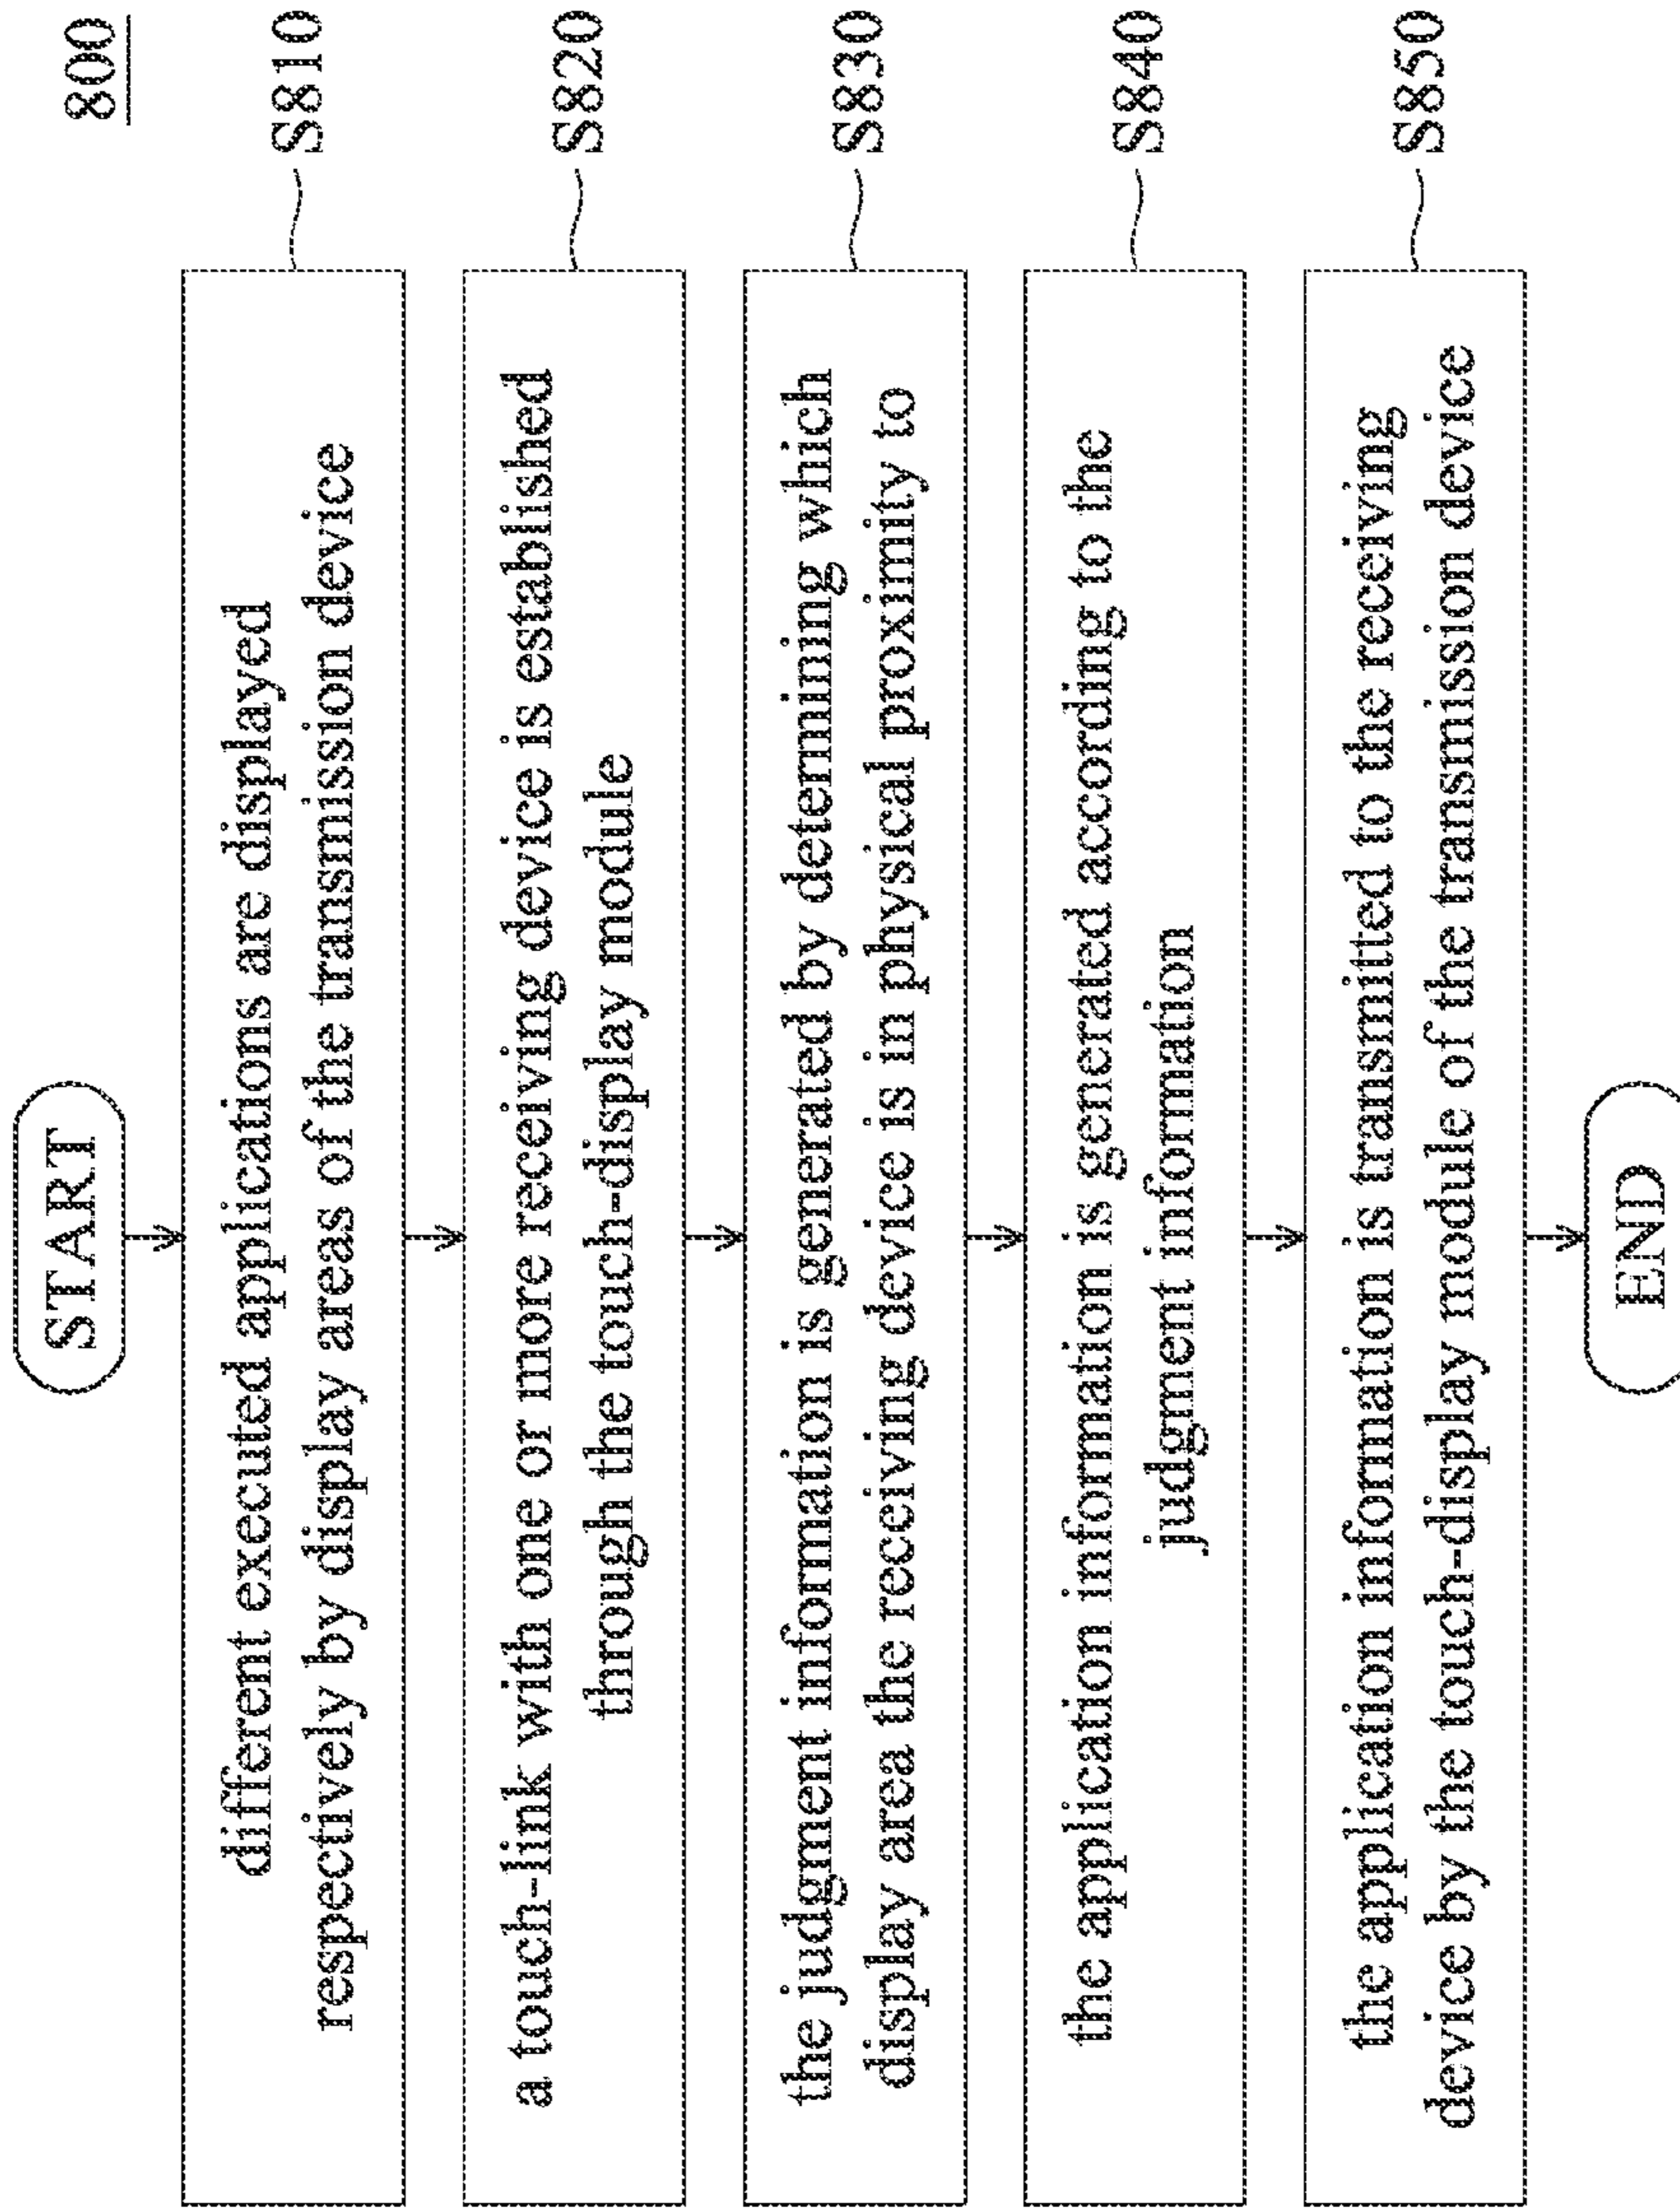 800
START
different executed applications are displayed
respectively by display areas of the transmission device
S810
a touch-link with one or more receiving device is established
through the touch-display module
S820
the judgment information is generated by determining which
display area the receiving device is in physical proximity to
S830
the application information is generated according to the
judgment information
S840
the application information is transmitted to the receiving
device by the touch-display module of the transmission device
S850
END